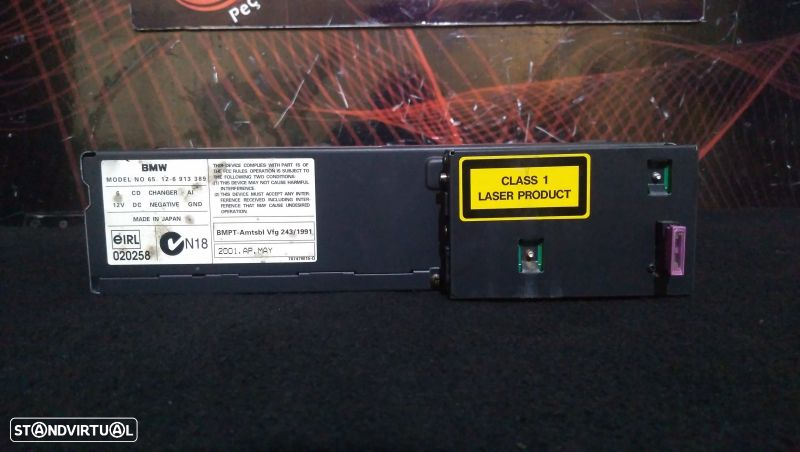 Peç
BMW
MODEL NO 65 12-6 913 389
6 CD CHANGER AI
12V DC NEGATIVE GND
MADE IN JAPAN
eIRL
020258
N18
THIS DEVICE COMPLIES WITH PART 15 OF
THE FCC RULES. OPERATION IS SUBJECT
TO THE FOLLOWING TWO CONDITIONS:
(1) THIS DEVICE MAY NOT CAUSE HARMFUL
INTERFERENCE.
(2) THIS DEVICE MUST ACCEPT ANY INTER
FERENCE RECEIVED INCLUDING INTER
FERENCE THAT MAY CAUSE UNDESIRED
OPERATION.
BMPT-Amtsbl Vfg 243/1991
2001.AP.MAY
CLASS 1
LASER PRODUCT
STANDVIRTUAL